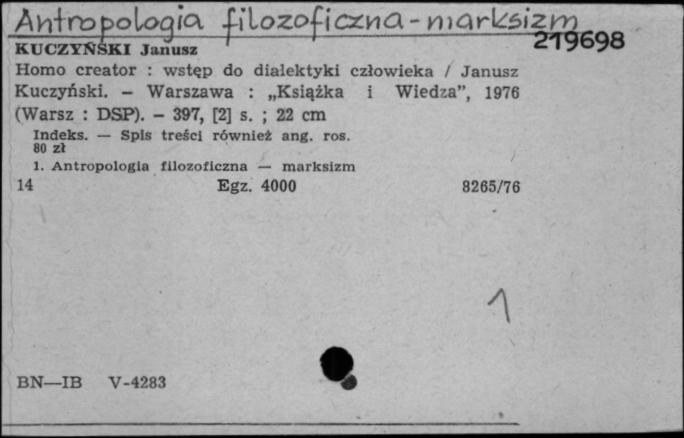 Antropologia filozoficzna - marksizm
219698
KUCZYŃSKI Janusz
Homo creator : wstęp do dialektyki człowieka / Janusz
Kuczyński. — Warszawa : „Książka i Wiedza”, 1976
(Warsz : DSP). — 397, [2] s. ; 22 cm
Indeks. — Spis treści również ang. ros.
80 zł
1. Antropologia filozoficzna — marksizm
14 Egz. 4000 8265/76
1
BN—IB V-4283